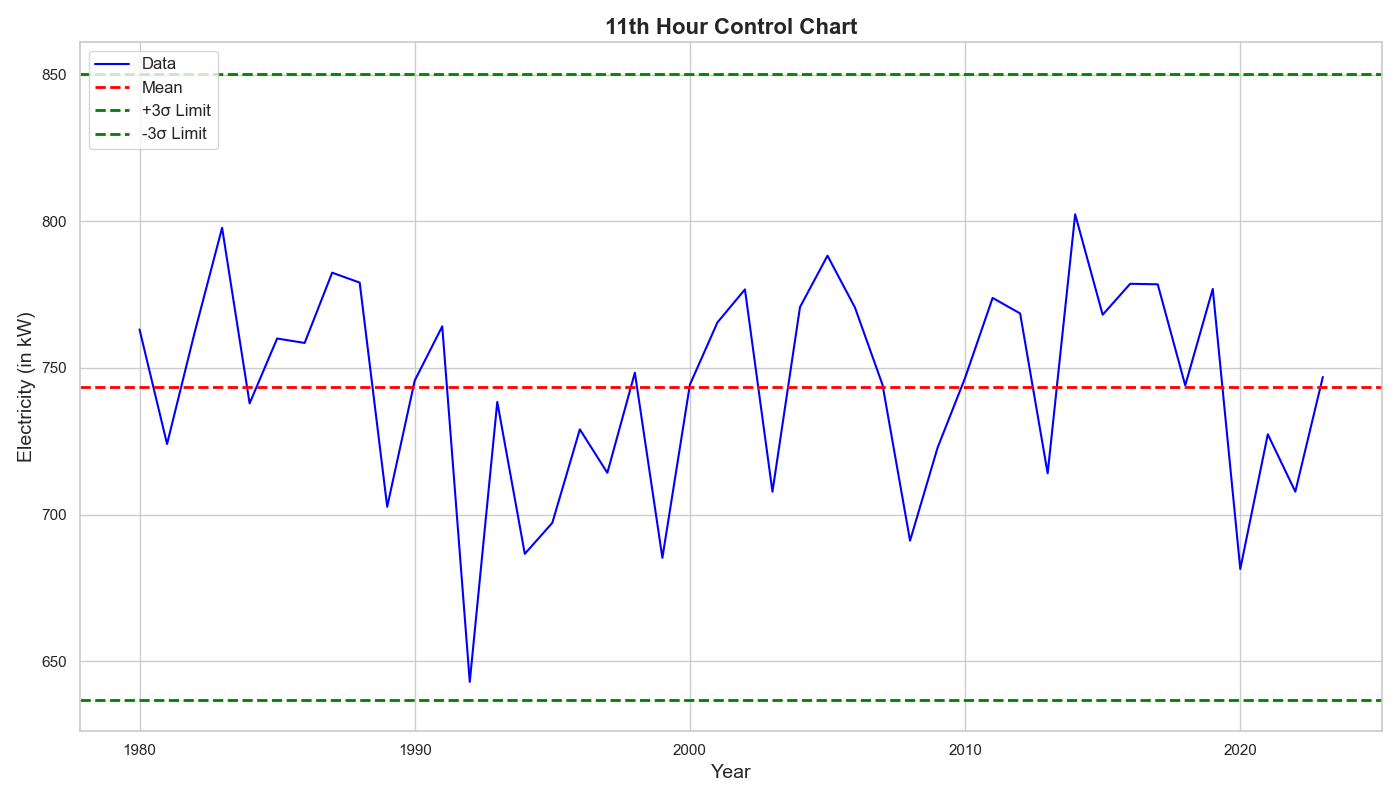 11th Hour Control Chart
Data
Mean
+3σ Limit
-3σ Limit
Electricity (in kW)
850
800
750
700
650
1980
1990
2000
2010
2020
Year